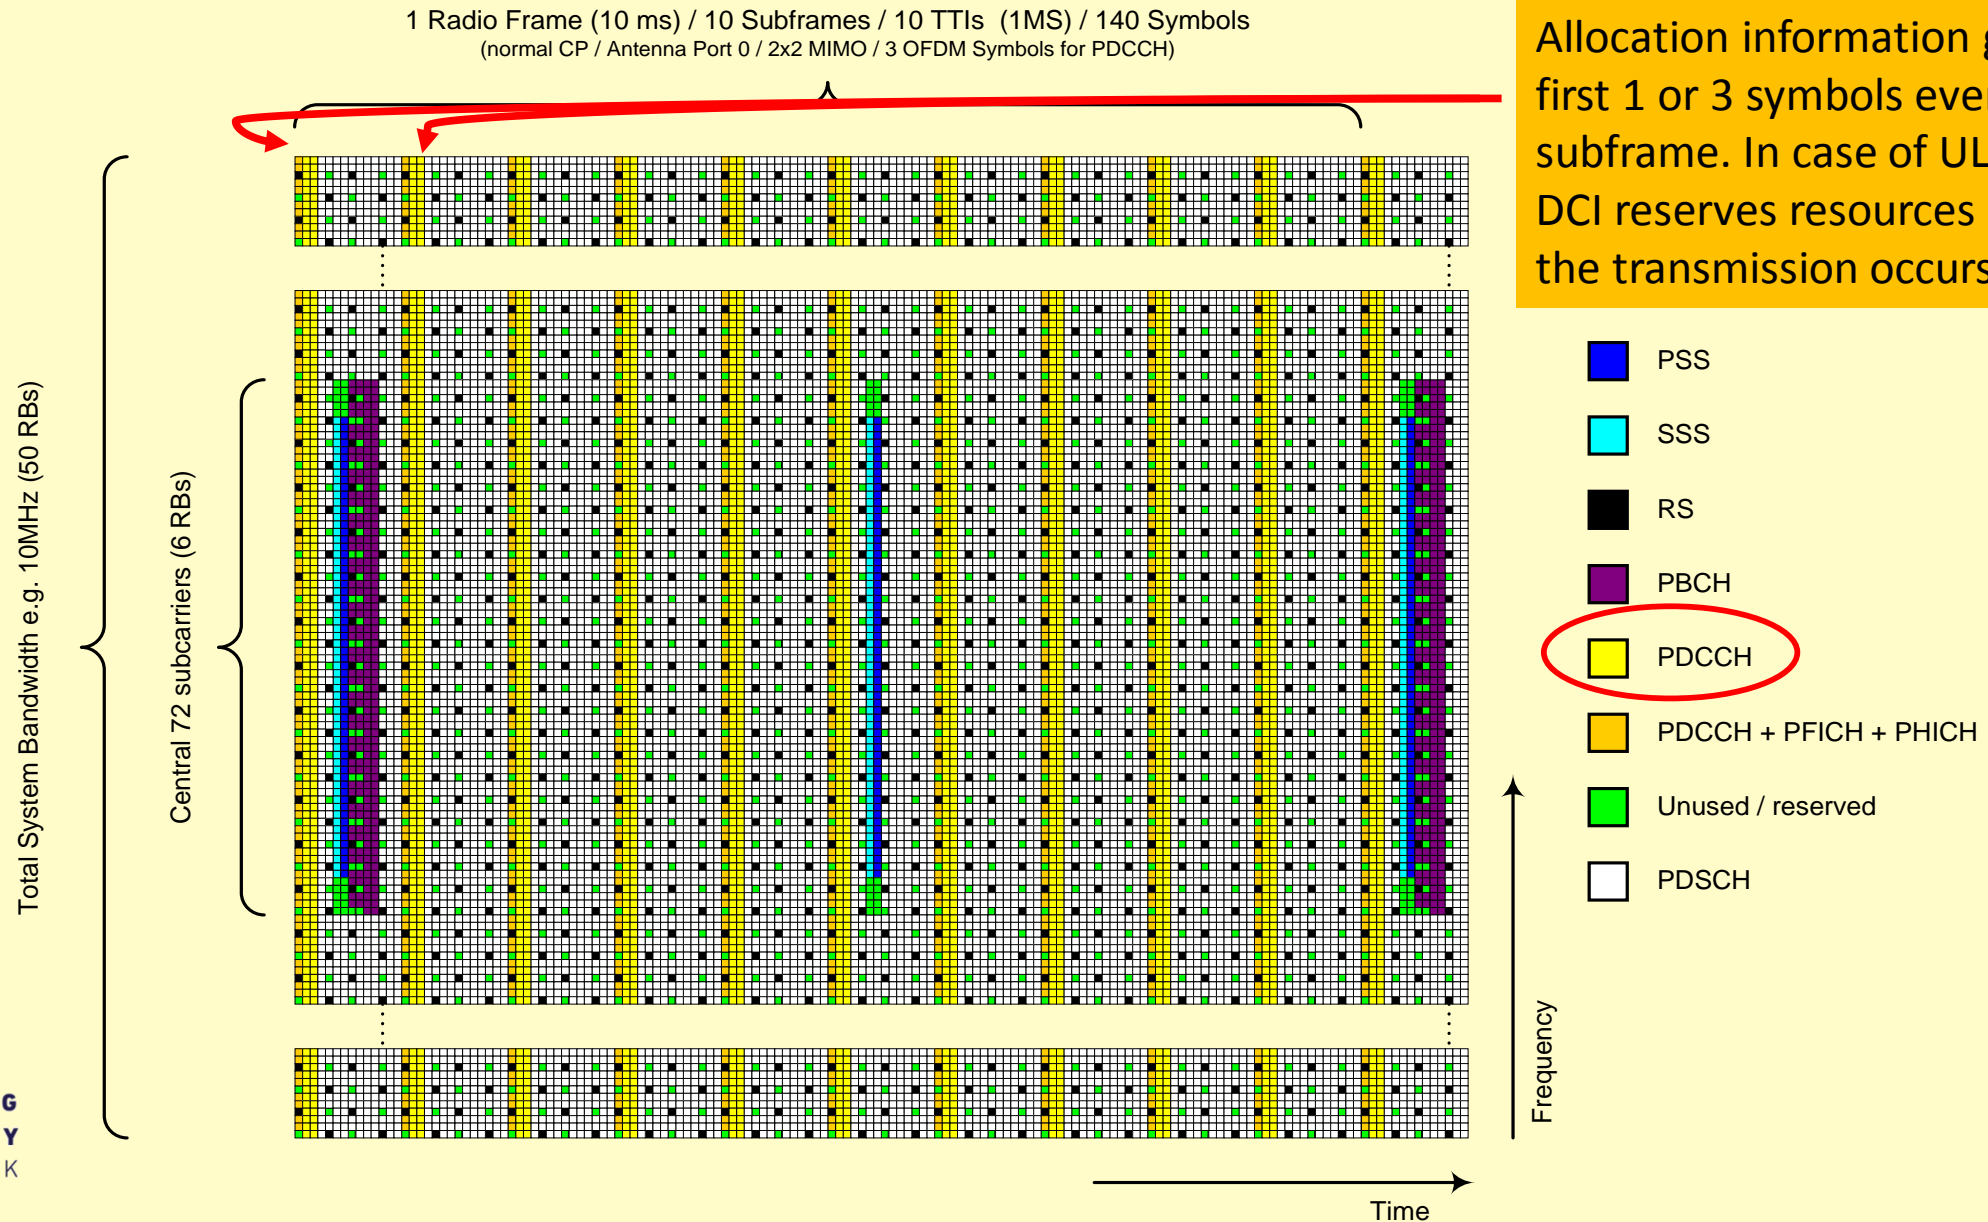 1 Radio Frame (10 ms) / 10 Subframes / 10 TTIs (1MS) / 140 Symbols
(normal CP / Antenna Port 0 / 2x2 MIMO / 3 OFDM Symbols for PDCCH)
Allocation information
first 1 or 3 symbols
subframe. In case of UL
DCI reserves resources
the transmission occurs
Total System Bandwidth e.g. 10MHz (50 RBs)
Central 72 subcarriers (6 RBs)
PSS
SSS
RS
PBCH
PDCCH
PDCCH + PFICH + PHICH
Unused / reserved
PDSCH
Frequency
Time
G
Y
K